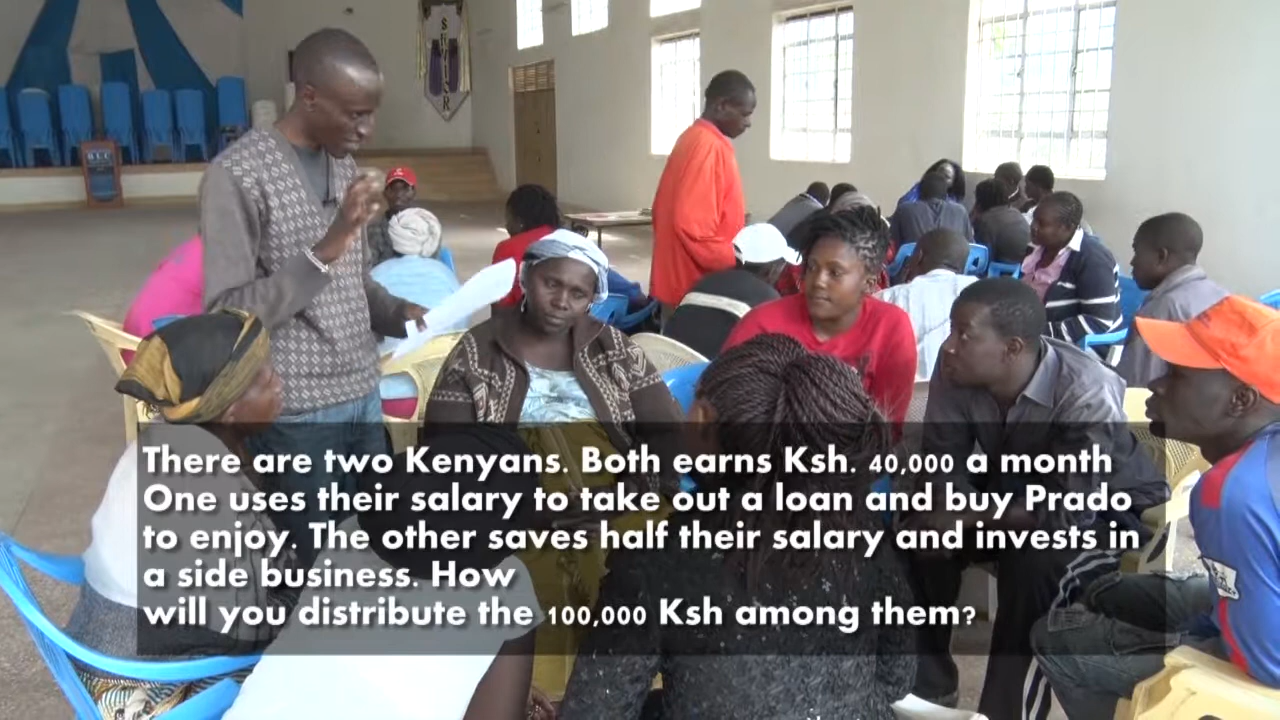 There are two Kenyans. Both earns Ksh. 40,000 a month
One uses their salary to take out a loan and buy Prado
to enjoy. The other saves half their salary and invests in
a side business. How
will you distribute the 100,000 Ksh among them?